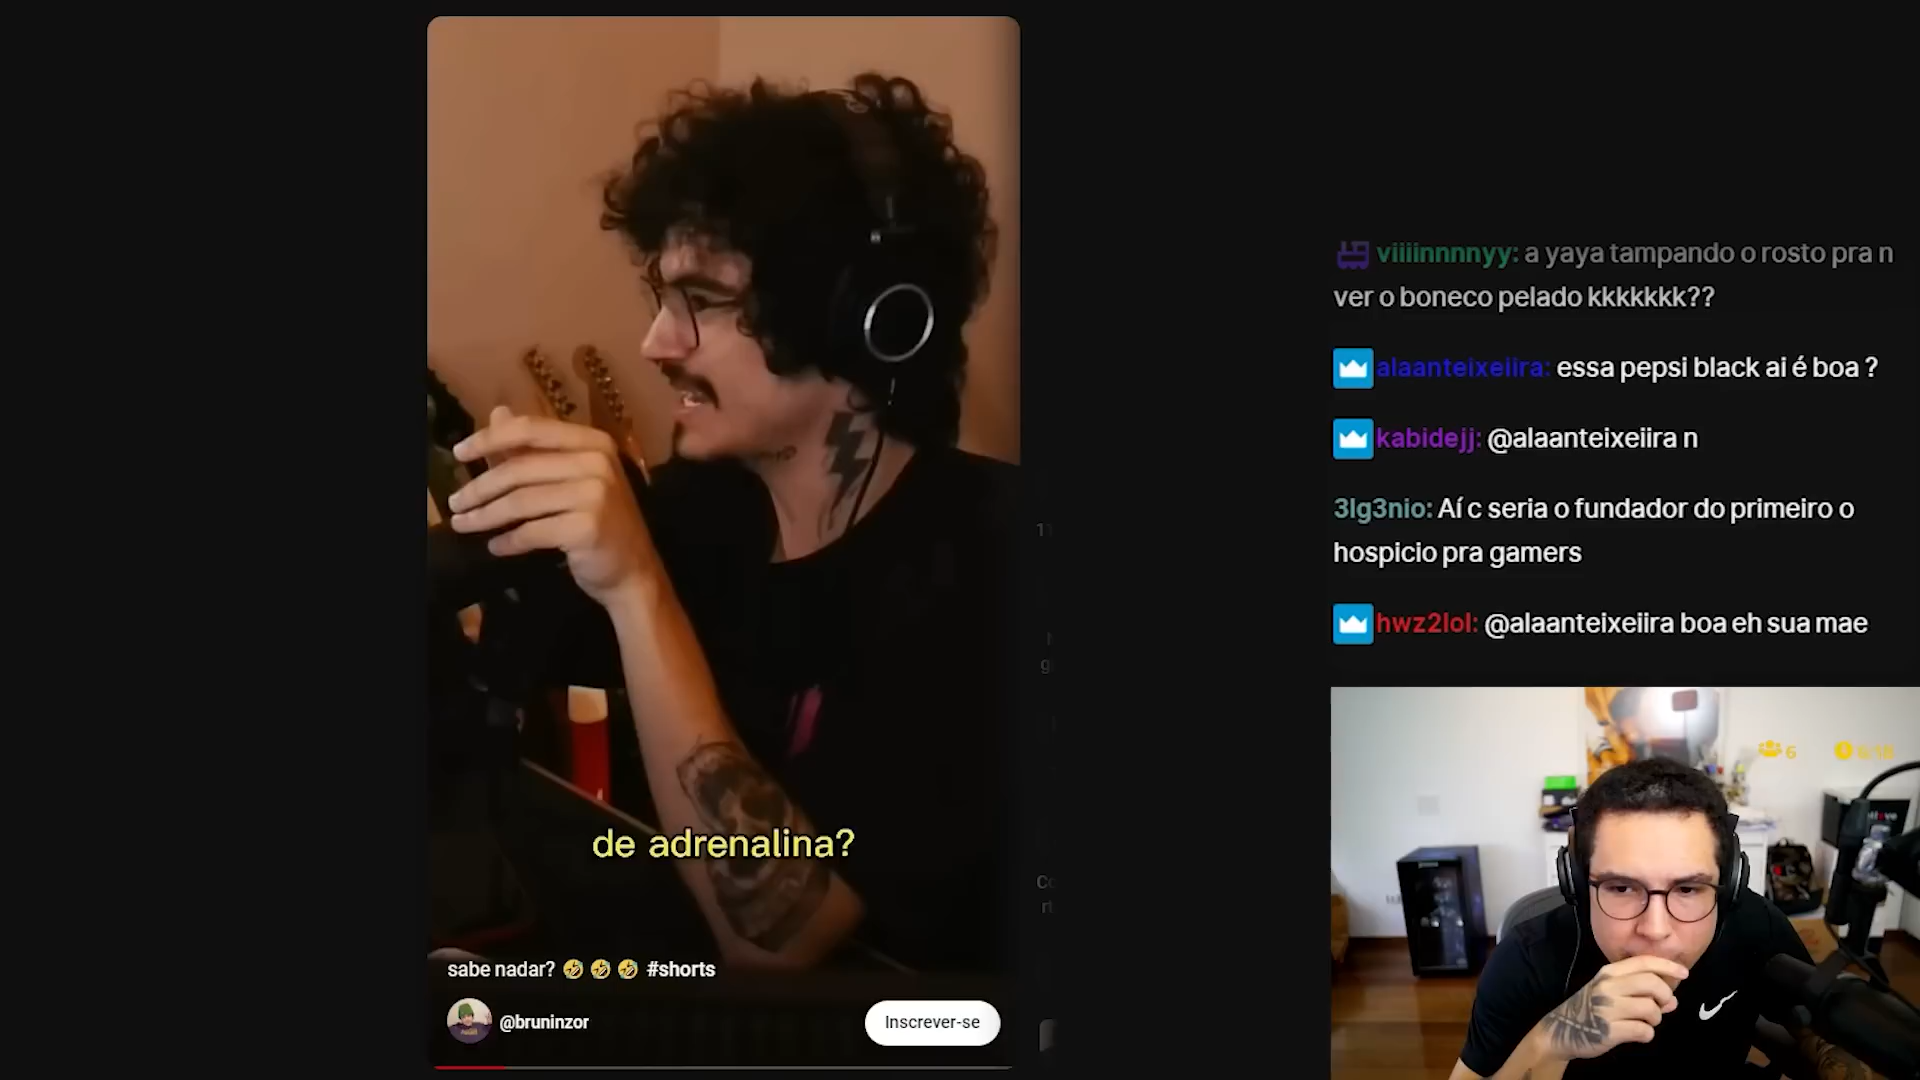 de adrenalina?
sabe nadar? 🤣 🤣 🤣 #shorts
@bruninzor
Inscrever-se
viiiinnnnyy: a yaya tampando o rosto pra n
ver o boneco pelado kkkkkkk??
alaanteixeiira: essa pepsi black ai é boa ?
kabidejj: @alaanteixeiira n
3lg3nio: Aí c seria o fundador do primeiro o
hospicio pra gamers
hwz2lol: @alaanteixeiira boa eh sua mae
6